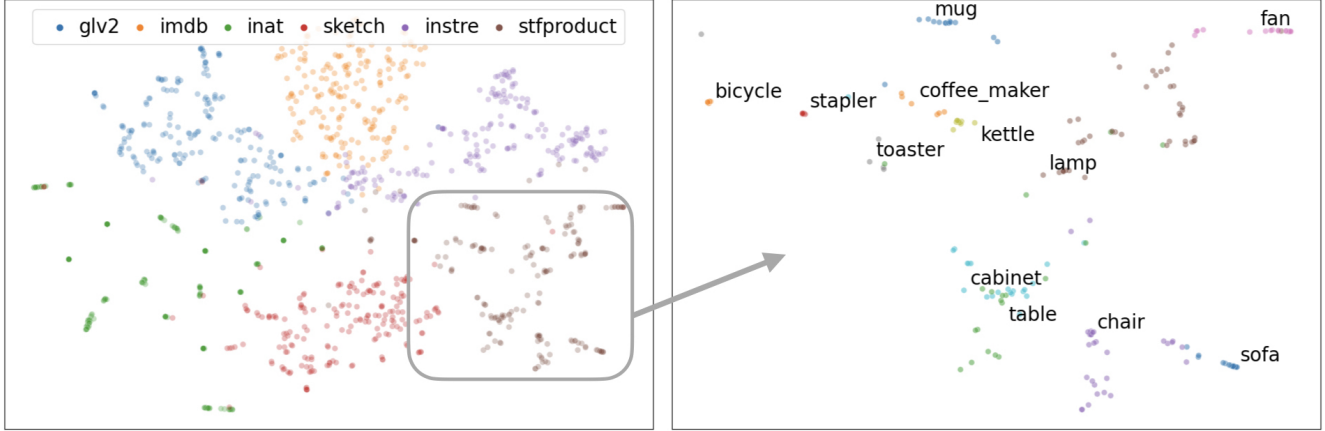 glv2 imdb inat sketch instre stfproduct
mug
fan
bicycle
coffee_maker
stapler
kettle
toaster
lamp
cabinet
table
chair
sofa